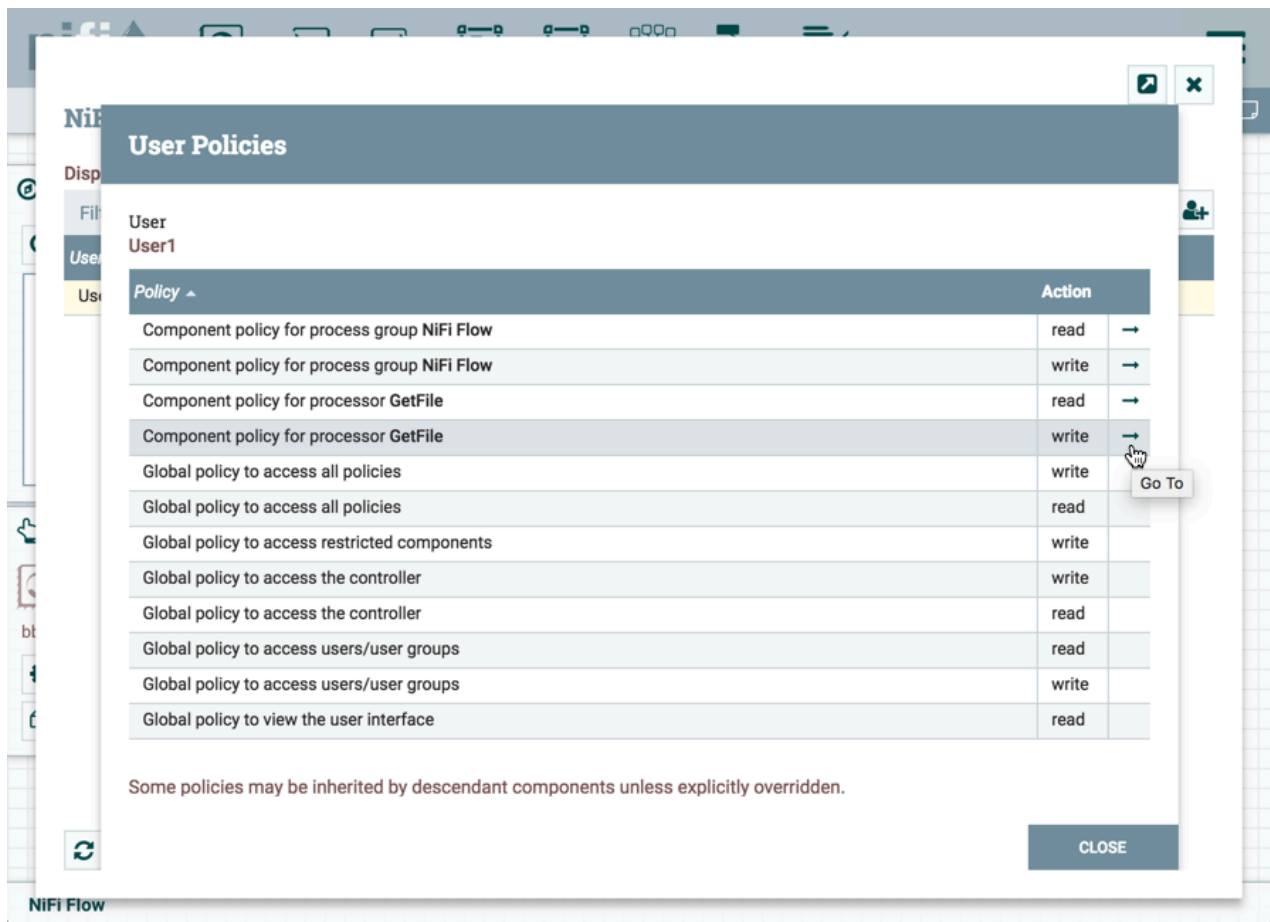 NiFi
User Policies
Disp
Filt
User
User1
User
Use
Policy Action
Component policy for process group NiFi Flow read
Component policy for process group NiFi Flow write
Component policy for processor GetFile read
Component policy for processor GetFile write
Go To
Global policy to access all policies write
Global policy to access all policies read
Global policy to access restricted components write
Global policy to access the controller write
Global policy to access the controller read
Global policy to access users/user groups read
Global policy to access users/user groups write
Global policy to view the user interface read
Some policies may be inherited by descendant components unless explicitly overridden.
CLOSE
NiFi Flow